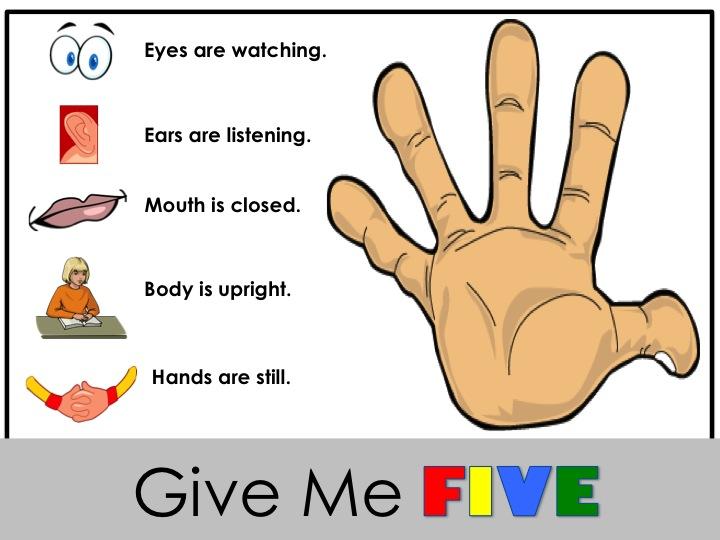 Eyes are watching.
Ears are listening.
Mouth is closed.
Body is upright.
Hands are still.
Give Me FIVE